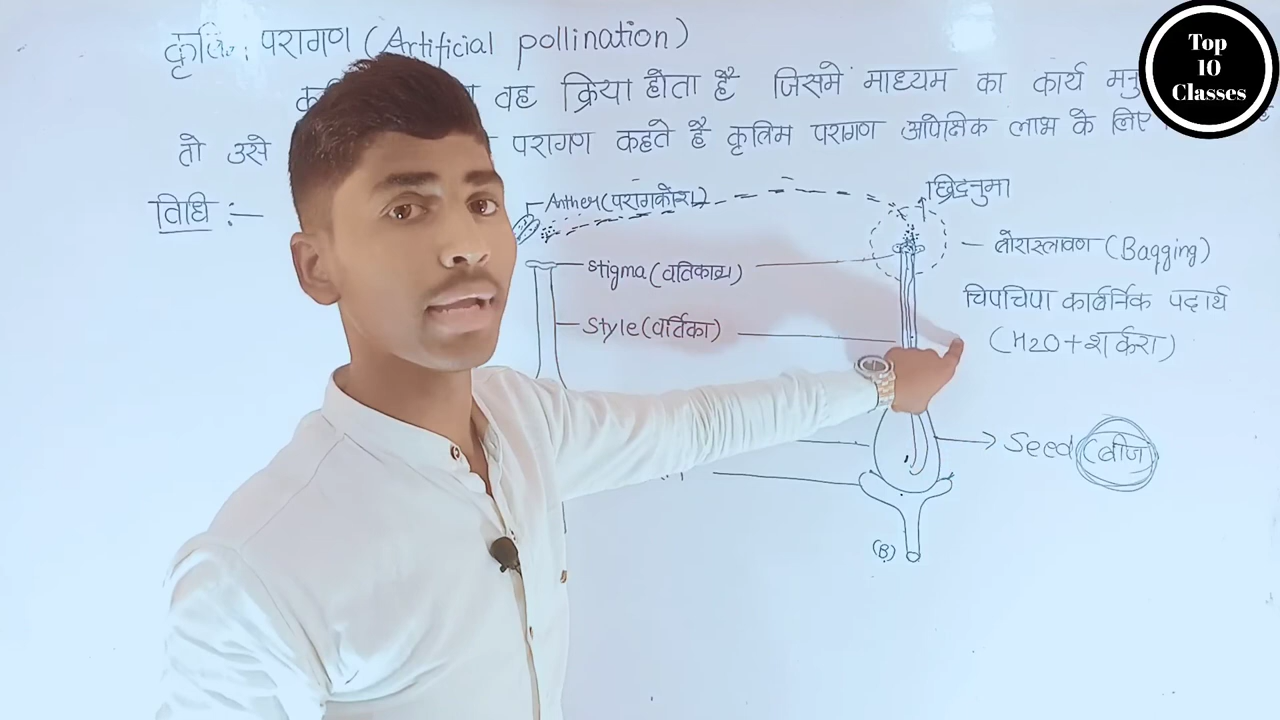 परागण (Artificial pollination)
वह क्रिया होता है जिसमें माध्यम का कार्य
तो उसे परागण कहते है कृत्रिम परागण आपेक्षिक लाभ के लिए
विधि :—
Anther(परागकोश)
छिद्रनुमा
Stigma(वर्तिकाग्र)
बोरास्त्रावण (Bagging)
चिपचिपा कार्बनिक पदार्थ
Style(वर्तिका)
(H2O+शर्करा)
Seed (बीज)
(B)
Top
10
Classes